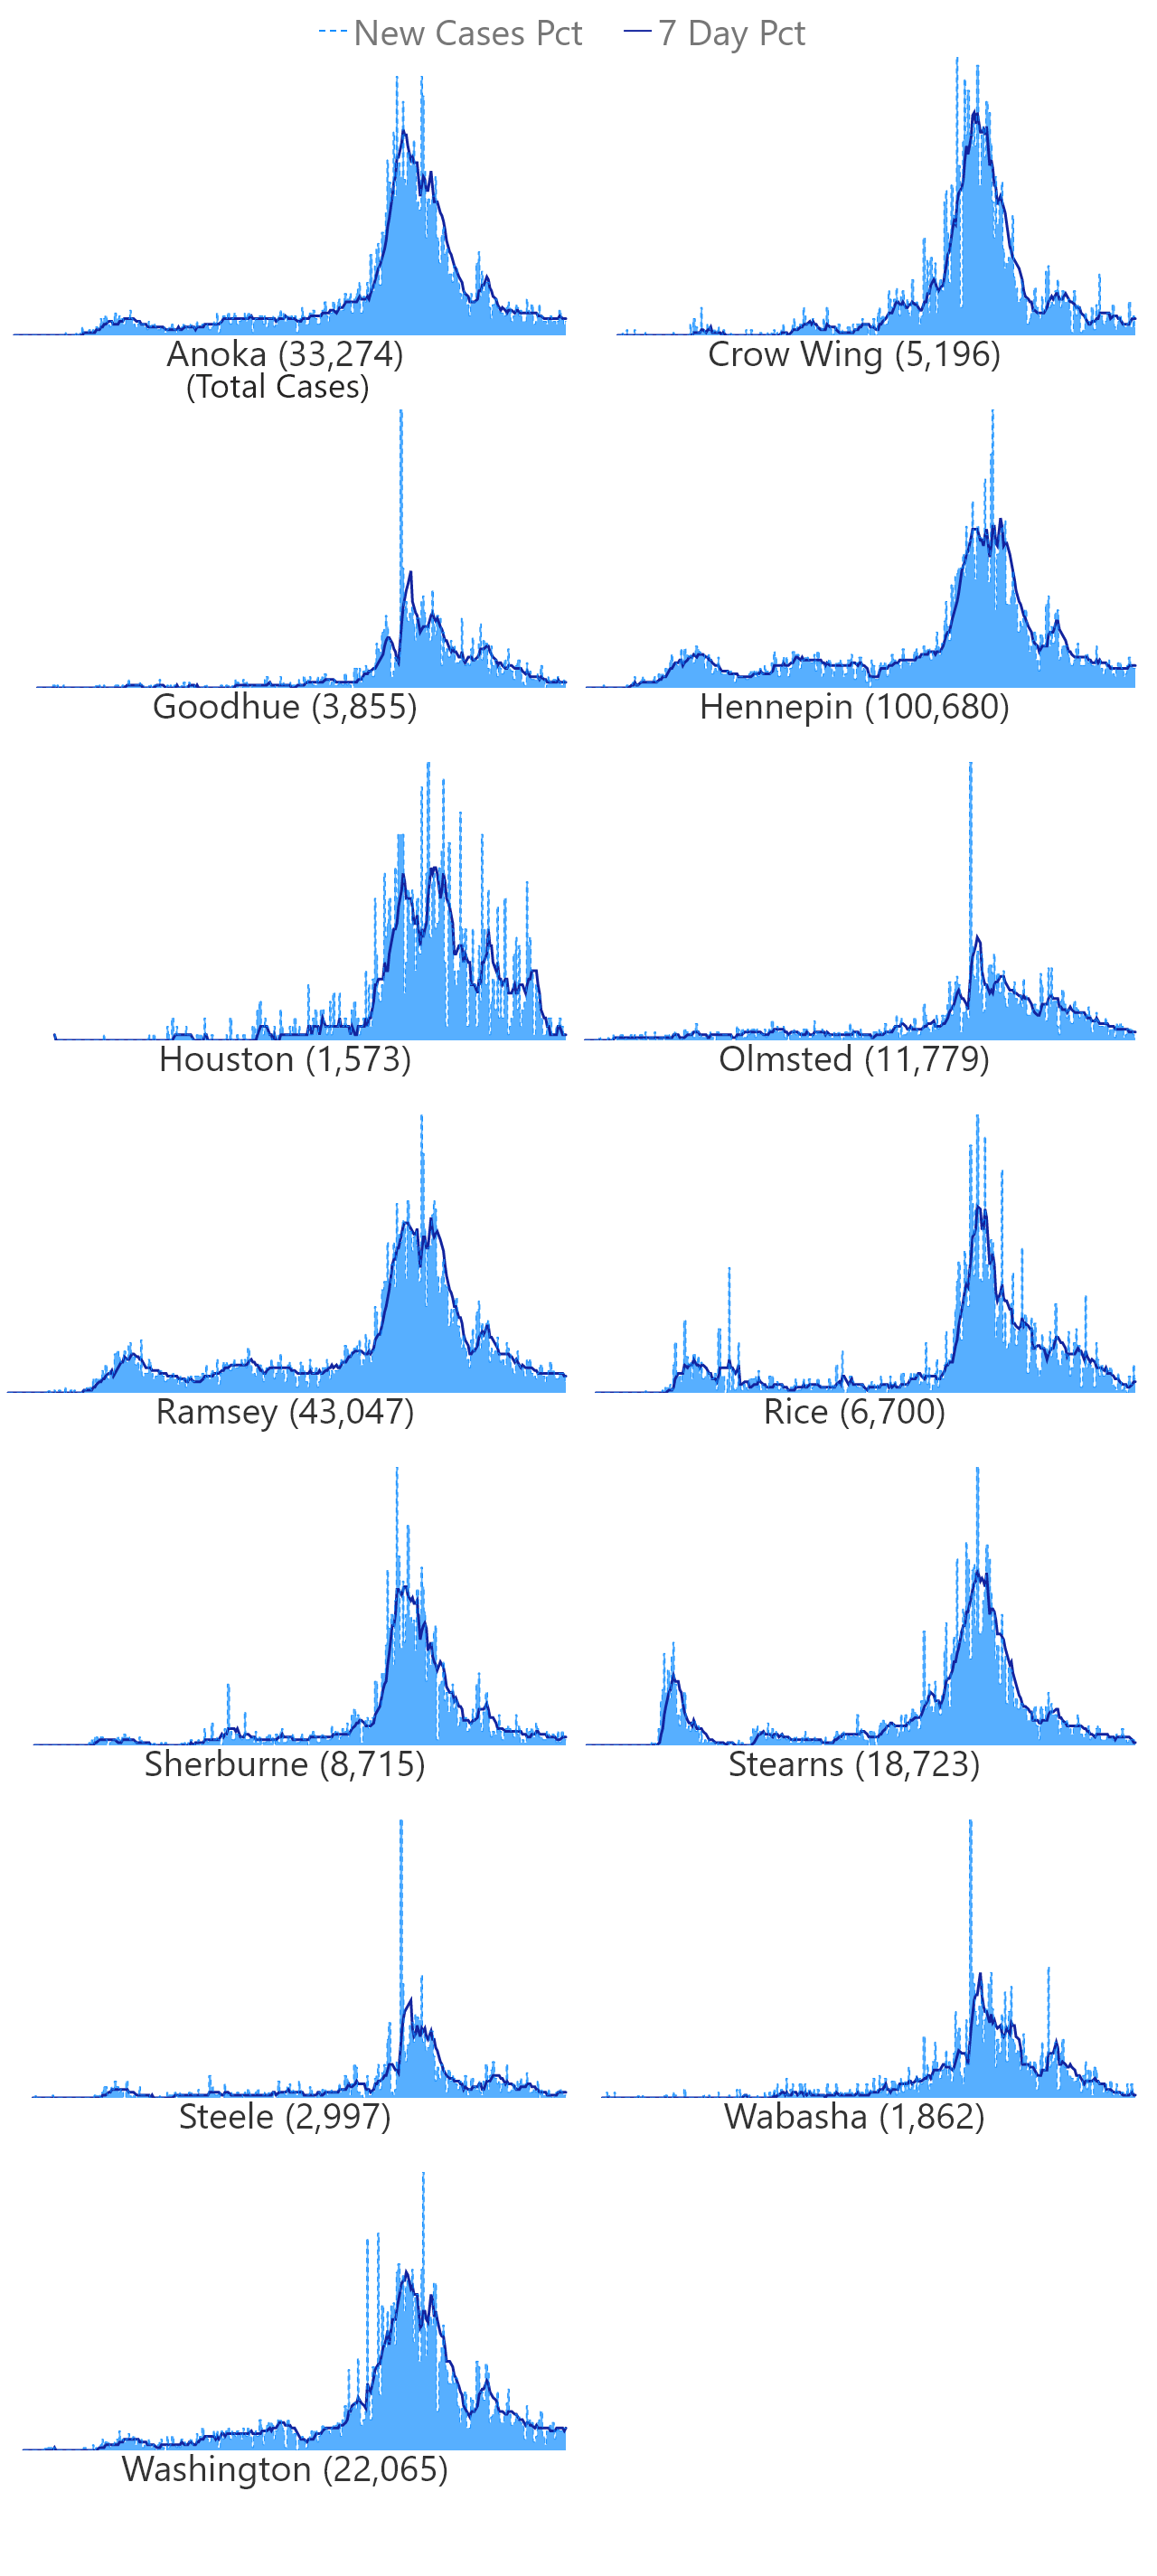 New Cases Pct 7 Day Pct
Anoka (33,274)
(Total Cases)
Crow Wing (5,196)
Goodhue (3,855)
Hennepin (100,680)
Houston (1,573)
Olmsted (11,779)
Ramsey (43,047)
Rice (6,700)
Sherburne (8,715)
Stearns (18,723)
Steele (2,997)
Wabasha (1,862)
Washington (22,065)